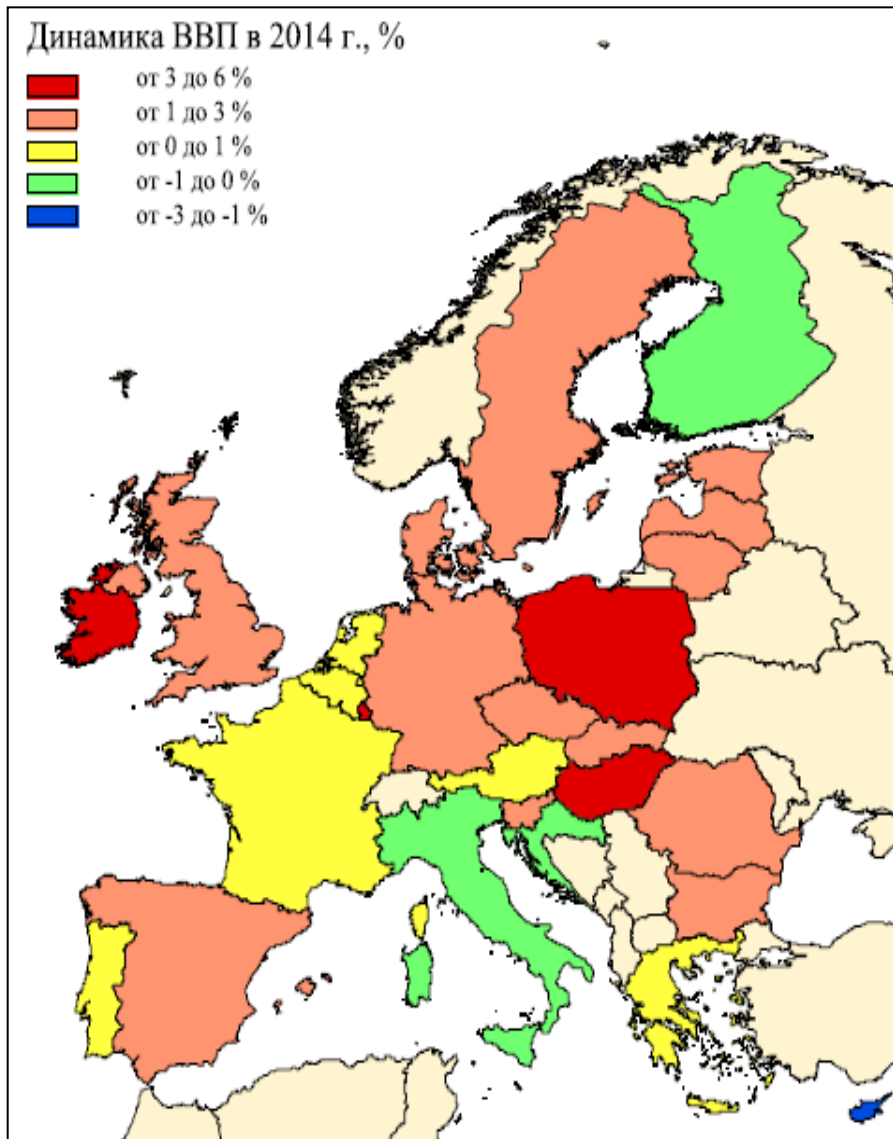 Динамика ВВП в 2014 г., %
от 3 до 6 %
от 1 до 3 %
от 0 до 1 %
от -1 до 0 %
от -3 до -1 %